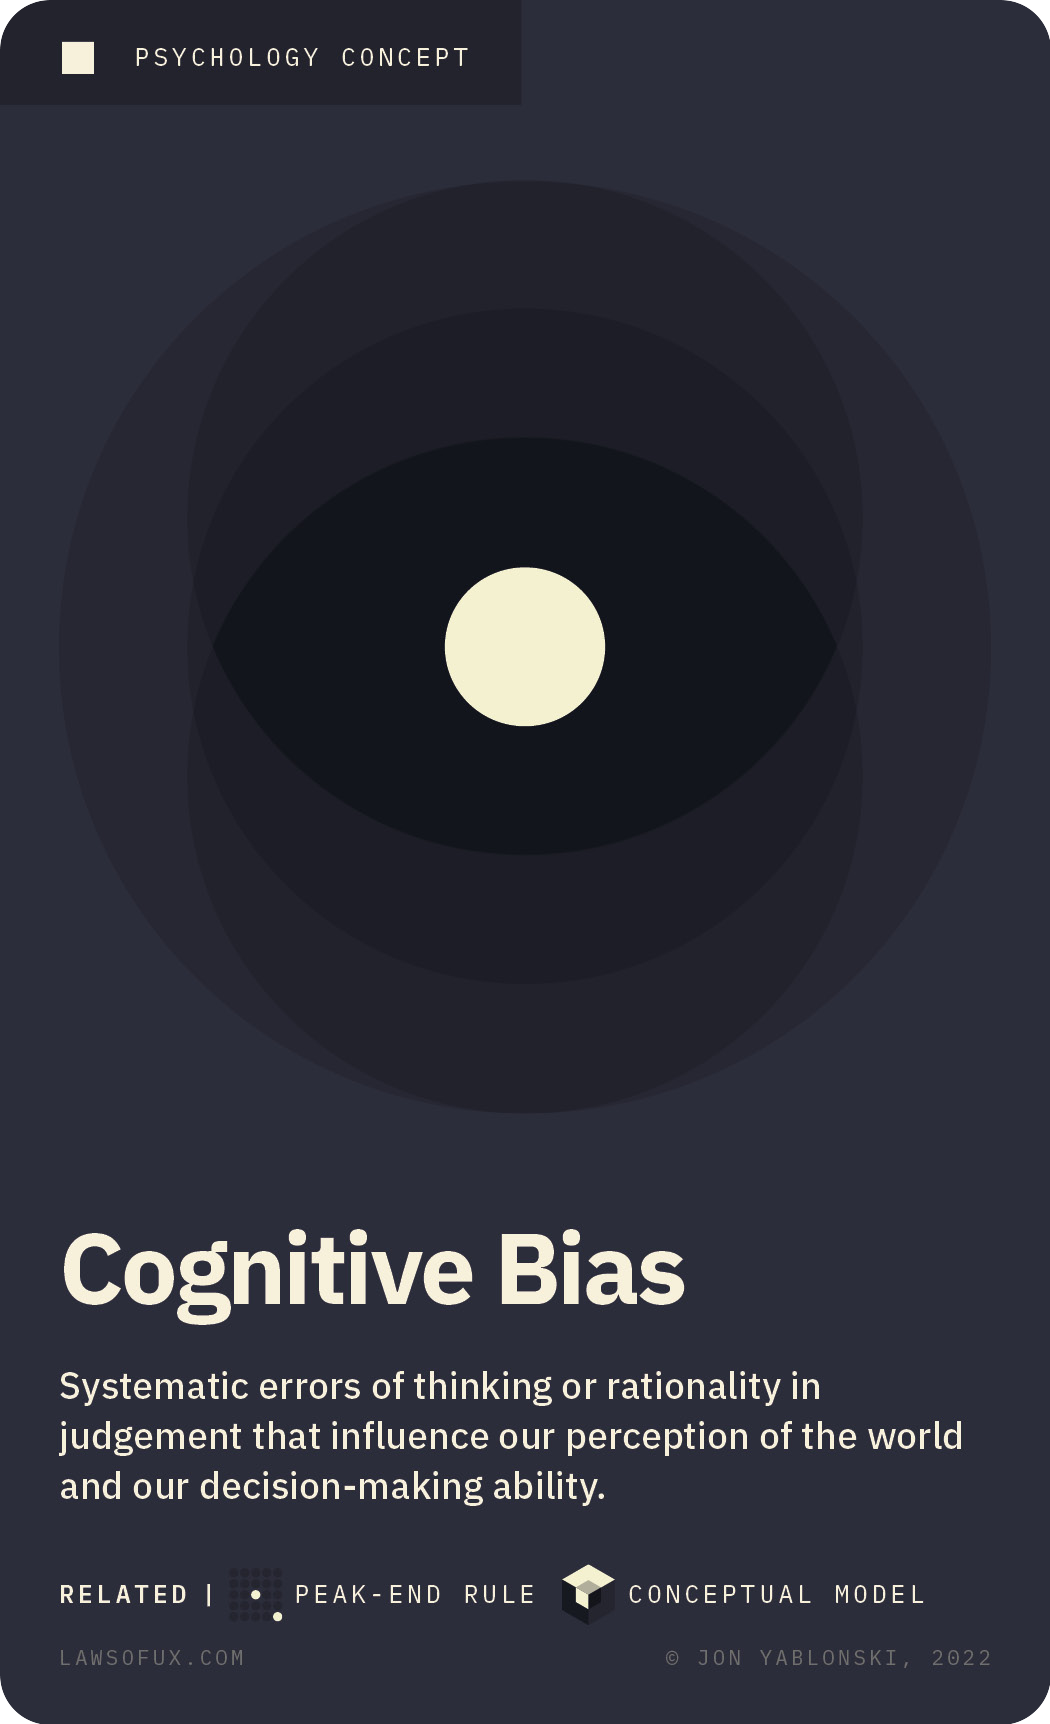 PSYCHOLOGY CONCEPT
Cognitive Bias
Systematic errors of thinking or rationality in
judgement that influence our perception of the world
and our decision-making ability.
RELATED | PEAK-END RULE CONCEPTUAL MODEL
LAWSOFUX.COM © JON YABLONSKI, 2022